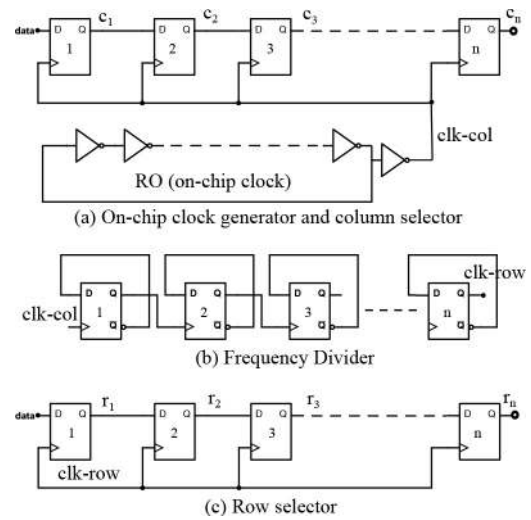 c1 c2 c3 cn
data D Q D Q D Q D Q
1 2 3 n
clk-col
RO (on-chip clock)
(a) On-chip clock generator and column selector
D Q D Q D Q D Q clk-row
clk-col 1 Q 2 Q 3 Q n Q
(b) Frequency Divider
r1 r2 r3 rn
data D Q D Q D Q D Q
1 2 3 n
clk-row
(c) Row selector